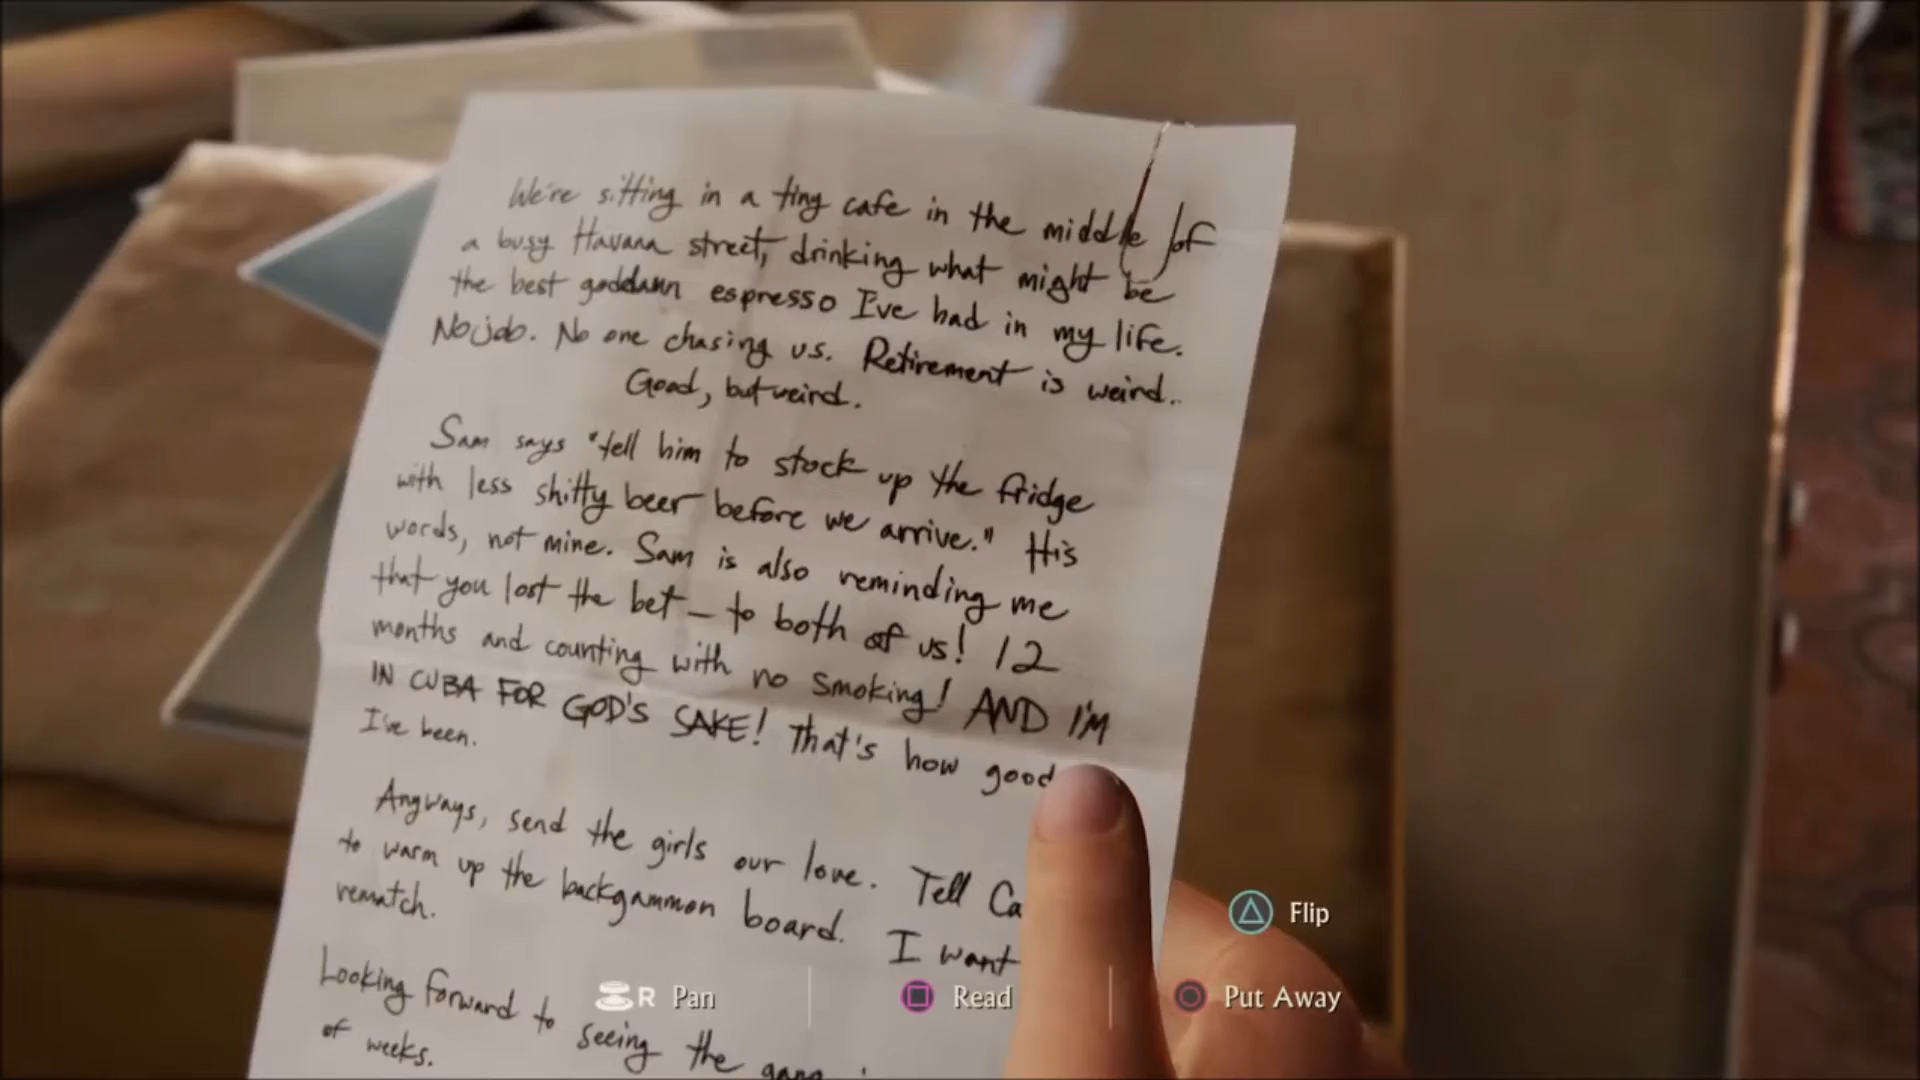 We're sitting in a tiny cafe in the middle of
a busy Havana street, drinking what might be
the best goddamn espresso I've had in my life.
No job. No one chasing us. Retirement is weird..
Good, but weird.
Sam says "tell him to stock up the fridge
with less shitty beer before we arrive." His
words, not mine. Sam is also reminding me
that you lost the bet - to both of us! 12
months and counting with no smoking! AND I'M
IN CUBA FOR GOD'S SAKE! That's how good
I've been.
Anyways, send the girls our love. Tell Ca
to warm up the backgammon board. I want
rematch.
Looking forward to seeing the gang
of weeks.
Flip
R Pan
Read
Put Away